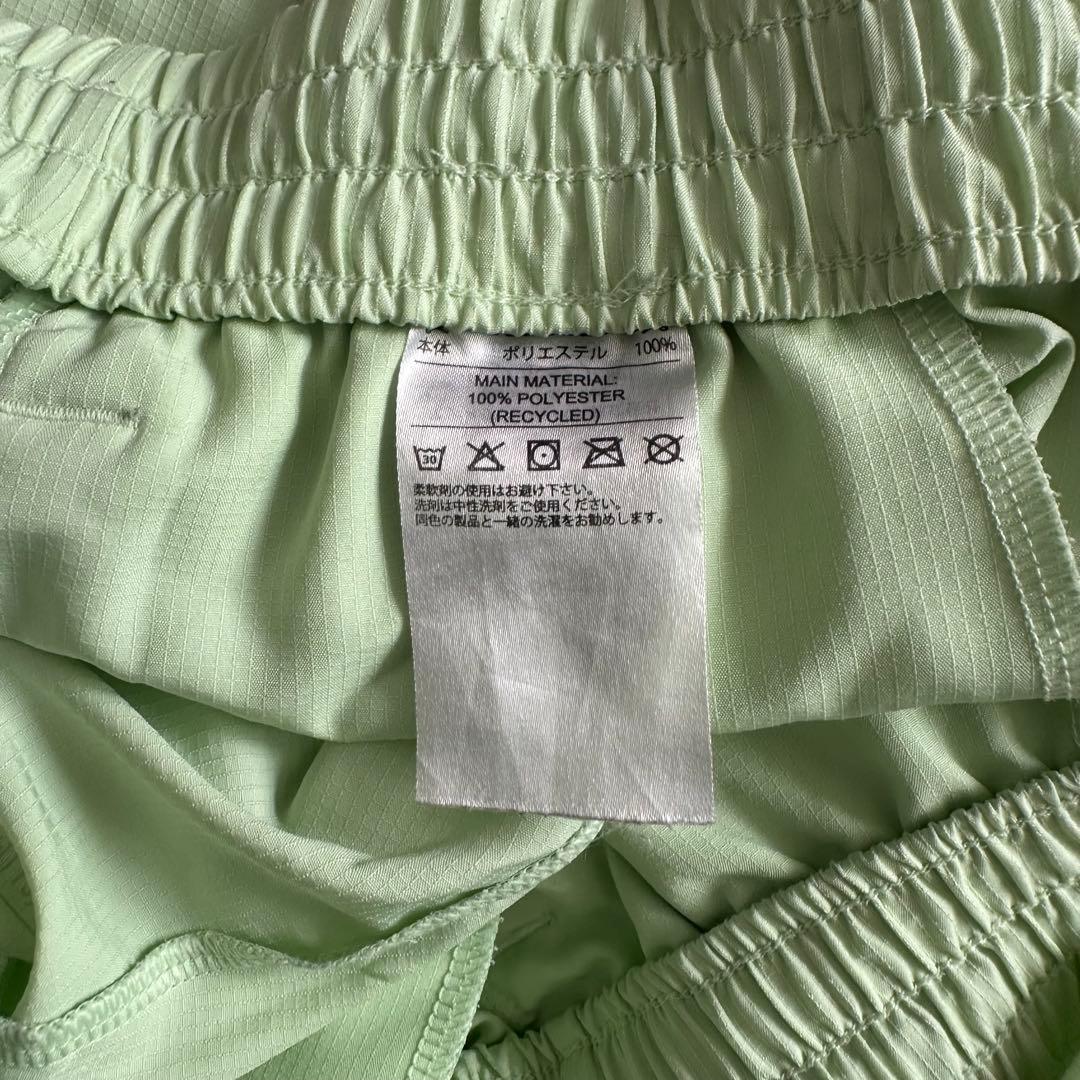 本体 ポリエステル 100%
MAIN MATERIAL:
100% POLYESTER
(RECYCLED)
30
柔軟剤の使用はお避け下さい。
洗剤は中性洗剤をご使用ください。
同色の製品と一緒の洗濯をお勧めします。